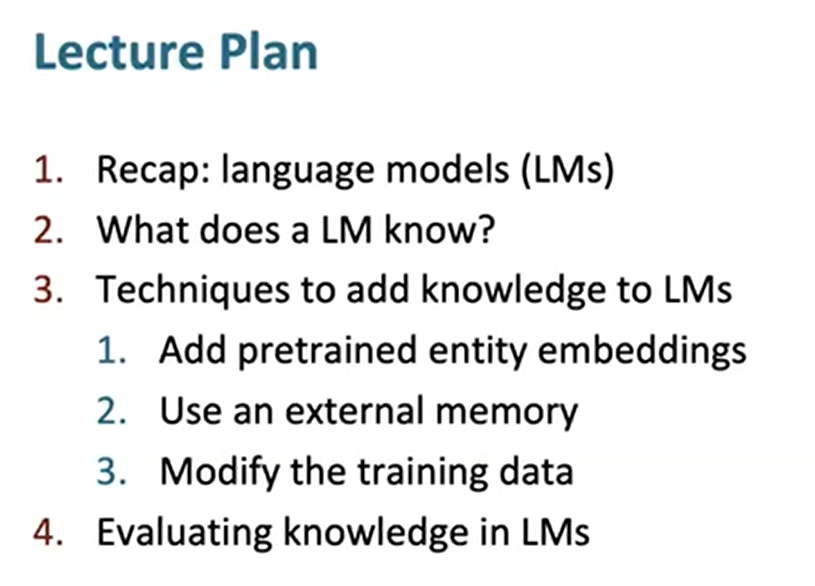 Lecture Plan
1. Recap: language models (LMs)
2. What does a LM know?
3. Techniques to add knowledge to LMs
1. Add pretrained entity embeddings
2. Use an external memory
3. Modify the training data
4. Evaluating knowledge in LMs